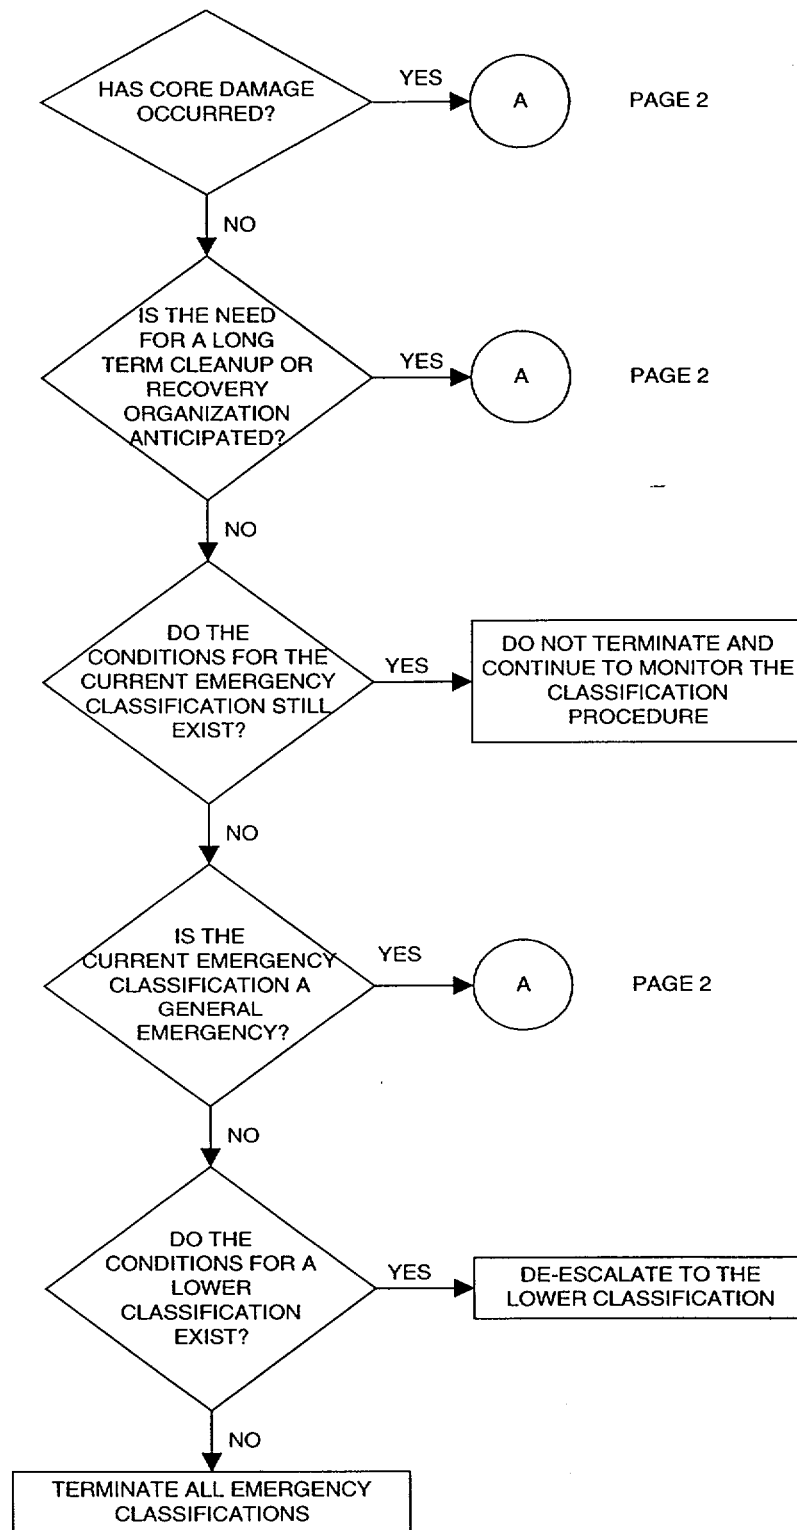 HAS CORE DAMAGE
OCCURRED?
YES
A
PAGE 2
NO
IS THE NEED
FOR A LONG
TERM CLEANUP OR
RECOVERY
ORGANIZATION
ANTICIPATED?
YES
A
PAGE 2
NO
DO THE
CONDITIONS FOR THE
CURRENT EMERGENCY
CLASSIFICATION STILL
EXIST?
YES
DO NOT TERMINATE AND
CONTINUE TO MONITOR THE
CLASSIFICATION
PROCEDURE
NO
IS THE
CURRENT EMERGENCY
CLASSIFICATION A
GENERAL
EMERGENCY?
YES
A
PAGE 2
NO
DO THE
CONDITIONS FOR A
LOWER
CLASSIFICATION
EXIST?
YES
DE-ESCALATE TO THE
LOWER CLASSIFICATION
NO
TERMINATE ALL EMERGENCY
CLASSIFICATIONS